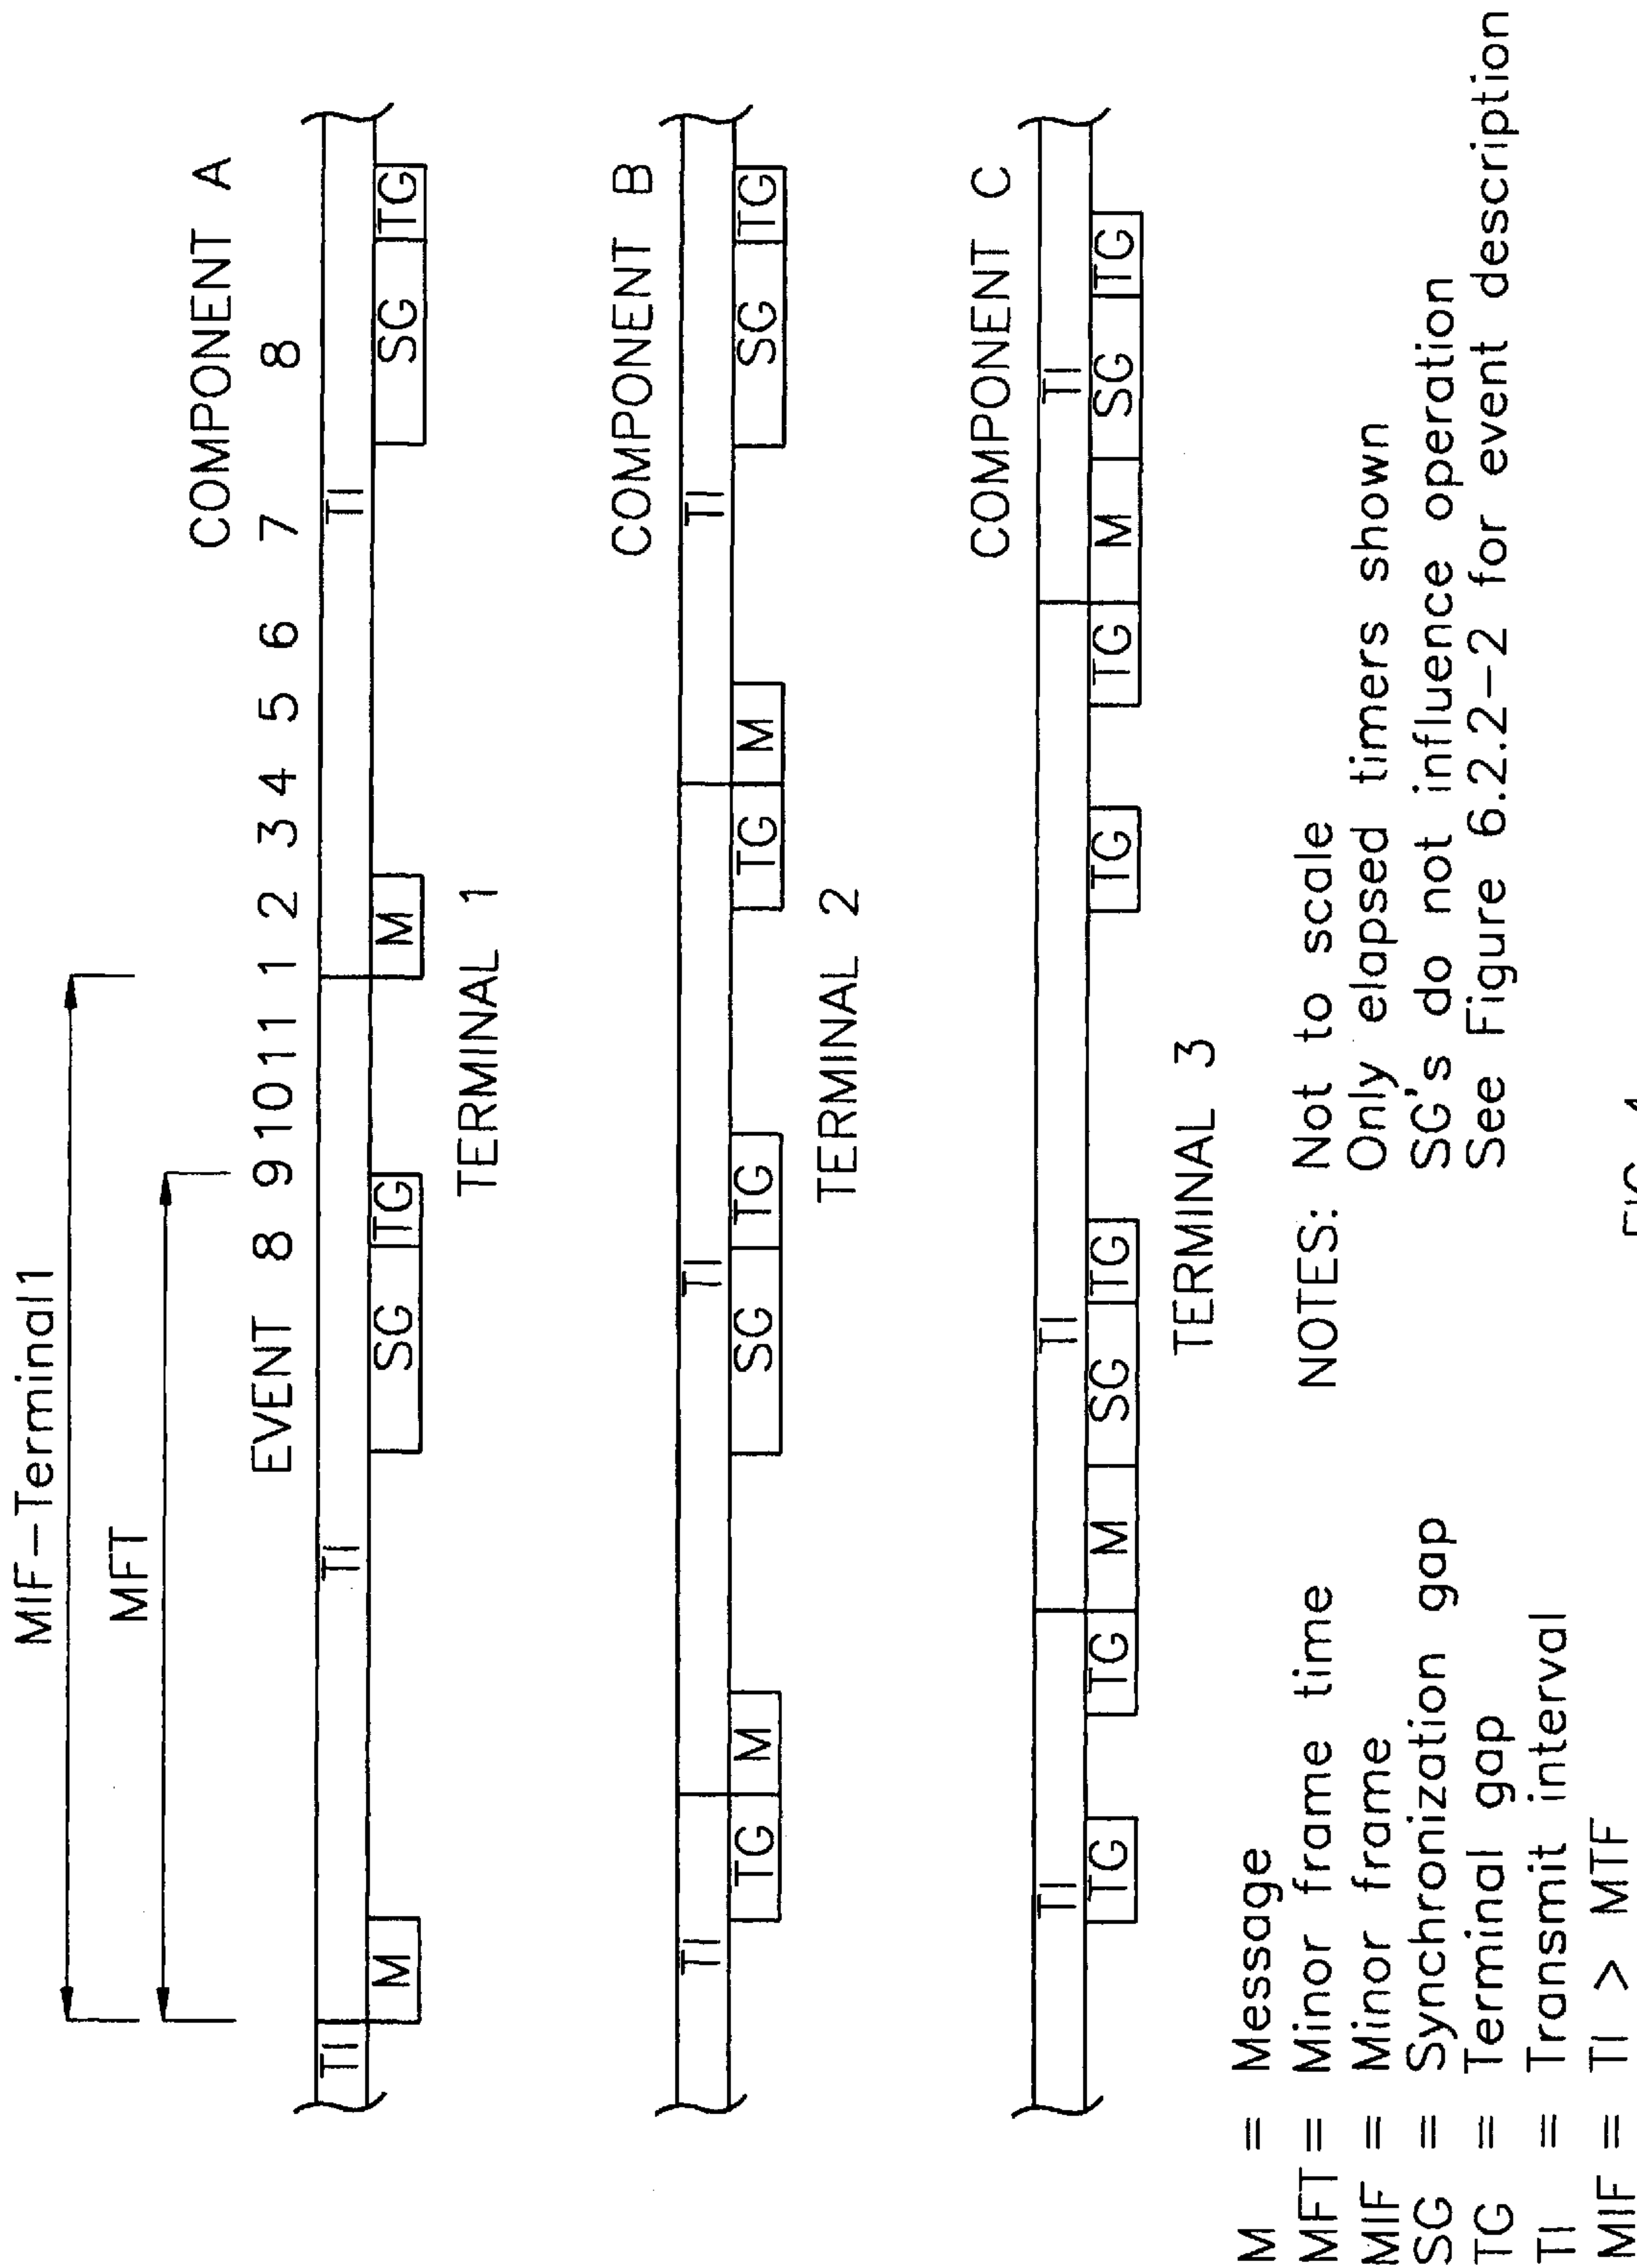 MIF-Terminal1
MFT
COMPONENT A
EVENT 8 9 10 11 1 2 3 4 5 6 7 8
TI TI TI
M SG TG M SG TG
TERMINAL 1
COMPONENT B
TI TI TI
TG M SG TG TG M SG TG
TERMINAL 2
COMPONENT C
TI TI TI
TG TG M SG TG TG TG M SG TG
TERMINAL 3
M = Message
MFT = Minor frame time
MIF = Minor frame
SG = Synchronization gap
TG = Terminal gap
TI = Transmit interval
MIF = TI > MTF
NOTES: Not to scale
Only elapsed timers shown
SG's do not influence operation
See Figure 6.2.2-2 for event description